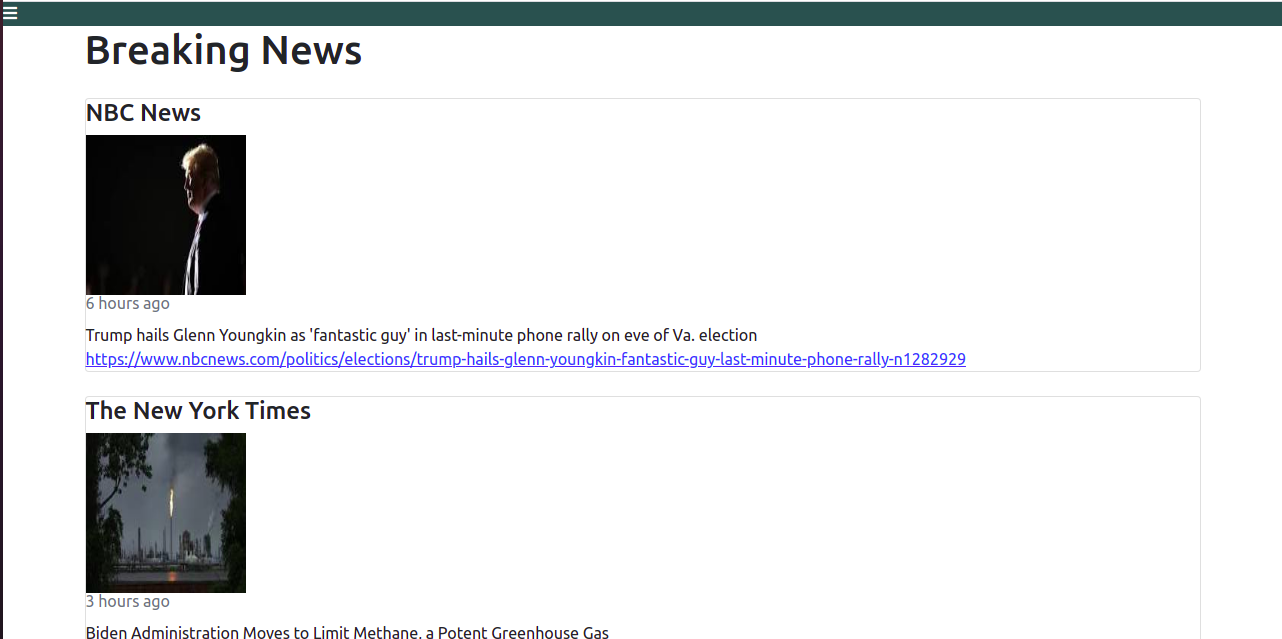 Breaking News
NBC News
6 hours ago
Trump hails Glenn Youngkin as 'fantastic guy' in last-minute phone rally on eve of Va. election
https://www.nbcnews.com/politics/elections/trump-hails-glenn-youngkin-fantastic-guy-last-minute-phone-rally-n1282929
The New York Times
3 hours ago
Biden Administration Moves to Limit Methane, a Potent Greenhouse Gas